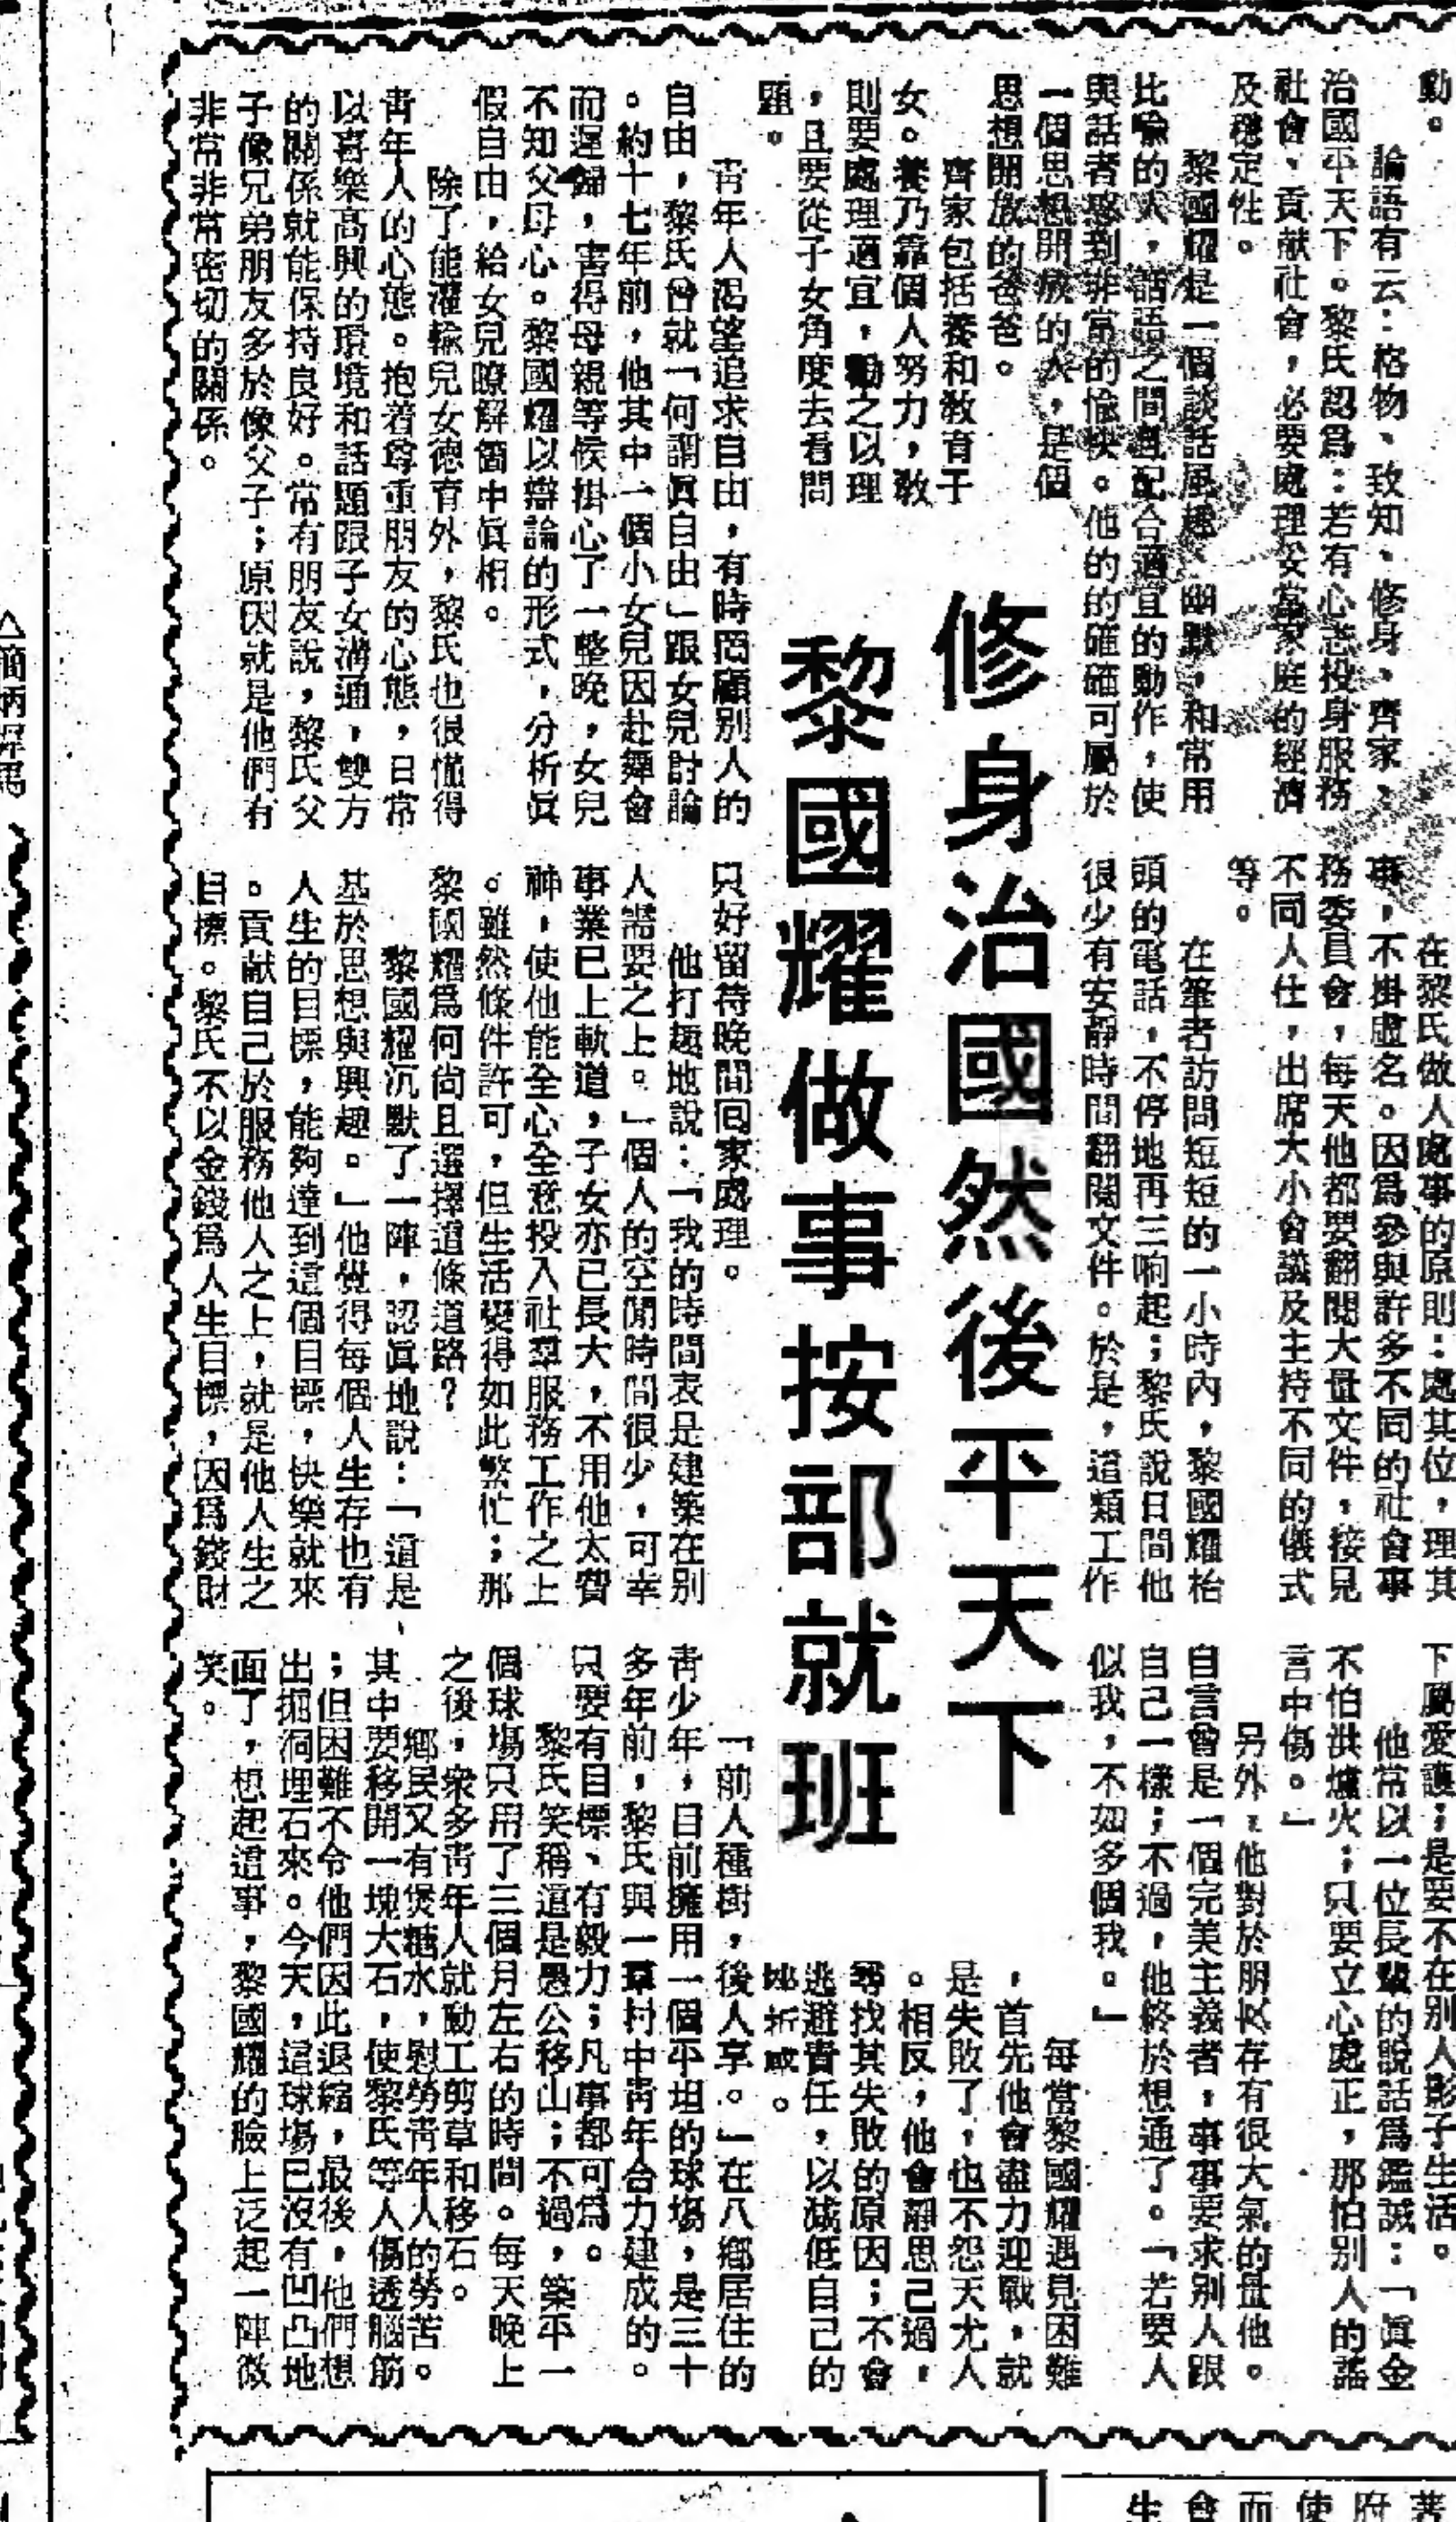 修身治國然後平天下
黎國耀做事按部就班
動。
論語有云：格物、致知、修身、齊家、
治國平天下。黎氏認爲：若有心志投身服務
社會，貢献社會，必要處理妥當家庭的經濟
及穩定性。
黎國耀是一個談話風趣、幽默，和常用
比喻的人，話語之間且配合適宜的動作，使
與話者感到非常的愉快。他的的確確可屬於
一個思想開放的人，是個
思想開放的爸爸。
齊家包括養和敎育子
女。養乃靠個人努力，敎
則要處理適宜，動之以理
，且要從子女角度去看問
題。
靑年人渴望追求自由，有時罔顧別人的
自由，黎氏曾就「何謂眞自由」跟女兒討論
。約十七年前，他其中一個小女兒因赴舞會
而遲歸，害得母親等候掛心了一整晚，女兒
不知父母心。黎國耀以辯論的形式，分析眞
假自由，給女兒瞭解箇中眞相。
除了能灌輸兒女德育外，黎氏也很懂得
靑年人的心態。抱着尊重朋友的心態，日常
以喜樂高興的環境和話題跟子女溝通，雙方
的關係就能保持良好。常有朋友說，黎氏父
子像兄弟朋友多於像父子；原因就是他們有
非常非常密切的關係。
在黎氏做人處事的原則：處其位，理其
事，不掛虛名。因爲參與許多不同的社會事
務委員會，每天他都要翻閱大量文件，接見
不同人仕，出席大小會議及主持不同的儀式
等。
在筆者訪問短短的一小時內，黎國耀枱
頭的電話，不停地再三响起；黎氏說日間他
很少有安靜時間翻閱文件。於是，這類工作
只好留待晚間回家處理。
他打趣地說：「我的時間表是建築在別
人需要之上。」個人的空閒時間很少，可幸
事業已上軌道，子女亦已長大，不用他太費
神，使他能全心全意投入社羣服務工作之上
。雖然條件許可，但生活變得如此繁忙；那
黎國耀爲何尚且選擇這條道路？
黎國耀沉默了一陣，認眞地說：「這是
基於思想與興趣。」他覺得每個人生存也有
人生的目標，能夠達到這個目標，快樂就來
。貢献自己於服務他人之上，就是他人生之
目標。黎氏不以金錢爲人生目標，因爲錢財
下屬愛護；是要不在別人影子生活。
他常以一位長輩的說話爲鑑誡：「眞金
不怕洪爐火；只要立心處正，那怕別人的謠
言中傷。」
另外，他對於朋友存有很大氣的量他。
自言曾是一個完美主義者，事事要求別人跟
自己一樣；不過，他終於想通了。「若要人
似我，不如多個我。」
每當黎國耀遇見困難
，首先他會盡力迎戰，就
是失敗了，也不怨天尤人
。相反，他會靜思己過，
尋找其失敗的原因；不會
逃避責任，以減低自己的
挫折感。
「前人種樹，後人享。」在八鄉居住的
靑少年，目前擁用一個平坦的球場，是三十
多年前，黎氏與一羣村中靑年合力建成的。
只要有目標、有毅力；凡事都可爲。
黎氏笑稱這是愚公移山；不過，築平一
個球場只用了三個月左右的時間。每天晚上
之後，衆多靑年人就動工剪草和移石。
鄉民又有煲糖水，慰勞靑年人的勞苦。
其中要移開一塊大石，使黎氏等人傷透腦筋
；但困難不令他們因此退縮，最後，他們想
出掘洞埋石來。今天，這球場已沒有凹凸地
面了，想起這事，黎國耀的臉上泛起一陣微
笑。